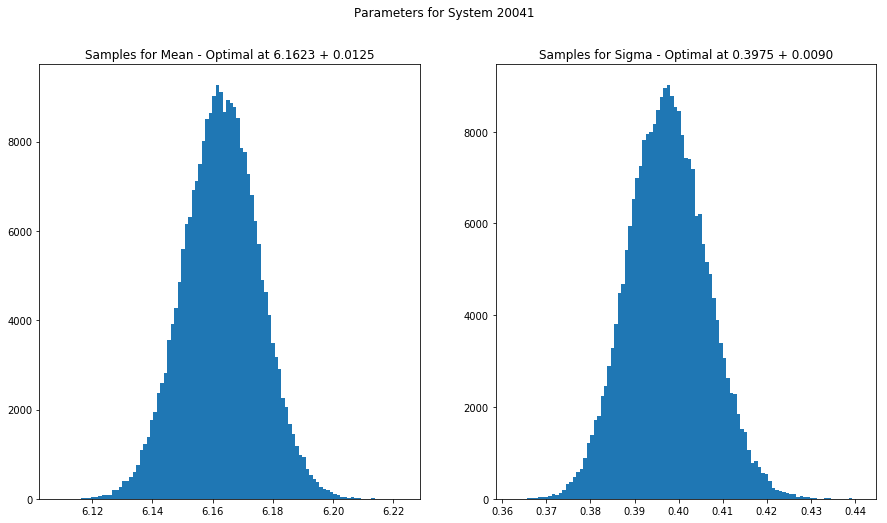 Parameters for System 20041
Samples for Mean - Optimal at 6.1623 + 0.0125
8000
6000
4000
2000
0
6.12 6.14 6.16 6.18 6.20 6.22
Samples for Sigma - Optimal at 0.3975 + 0.0090
8000
6000
4000
2000
0
0.36 0.37 0.38 0.39 0.40 0.41 0.42 0.43 0.44